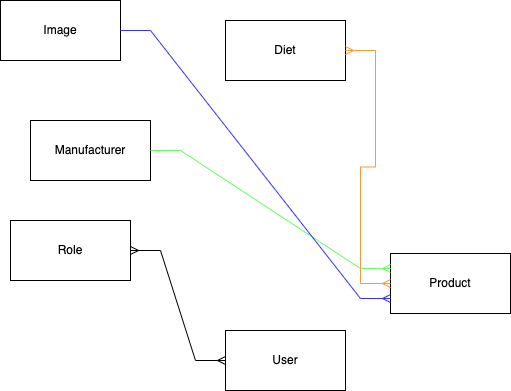 Image
Diet
Manufacturer
Role
Product
User